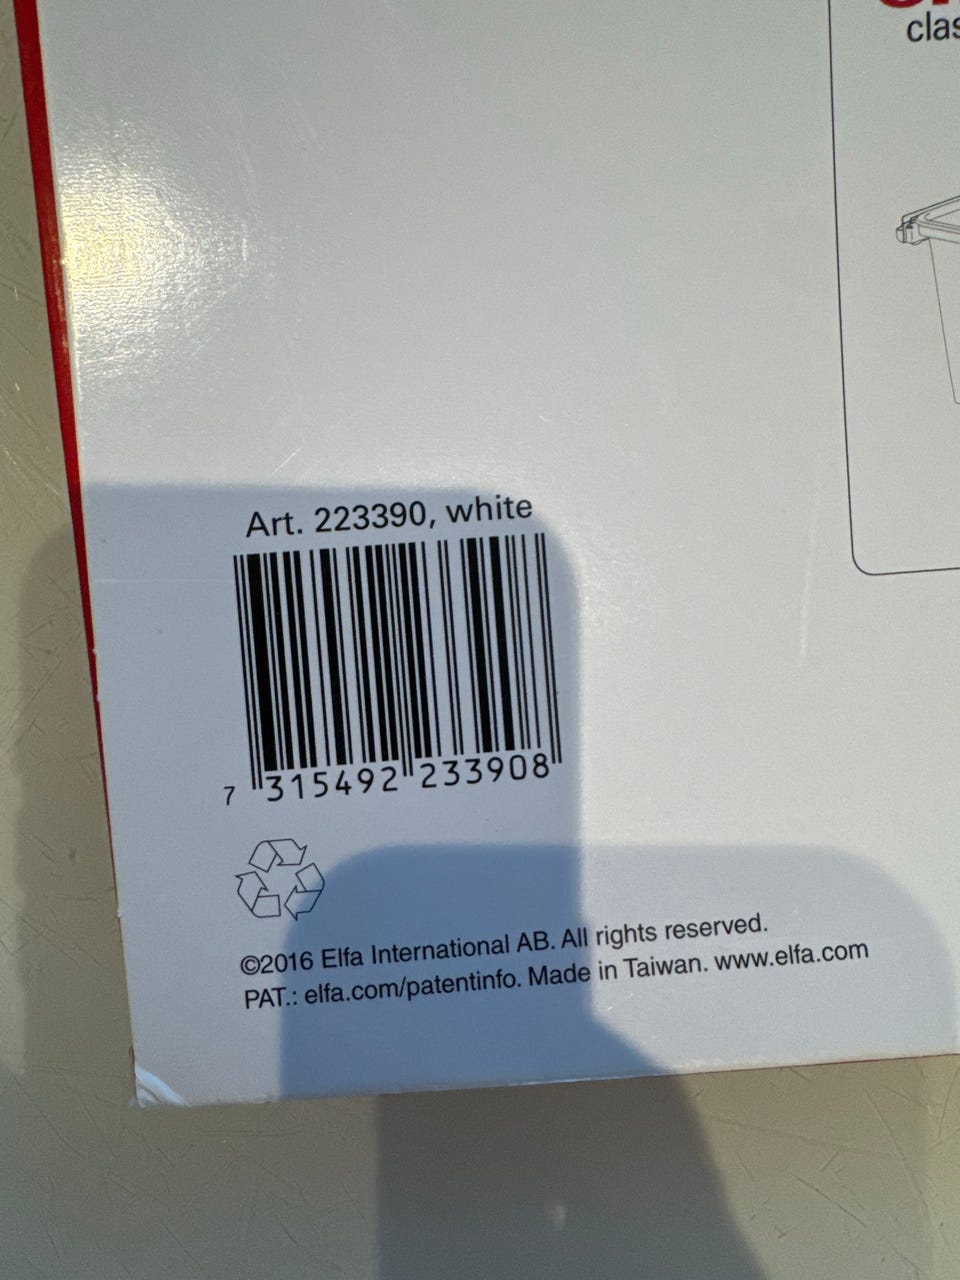 clas
Art. 223390, white
7 315492 233908
©2016 Elfa International AB. All rights reserved.
PAT.: elfa.com/patentinfo. Made in Taiwan. www.elfa.com